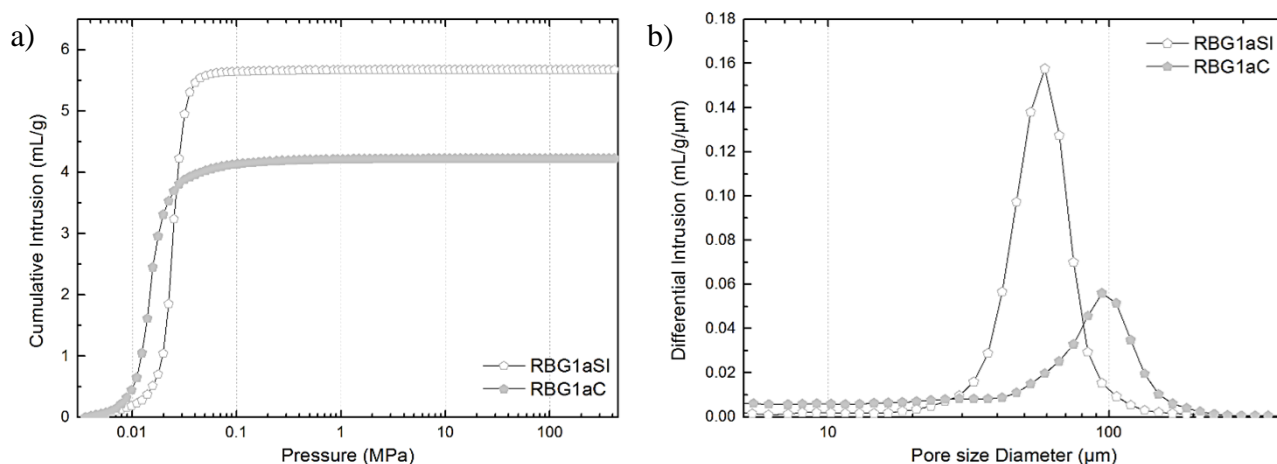 a)
Cumulative Intrusion (mL/g)
6
5
4
3
2
1
0
0.01 0.1 1 10 100
Pressure (MPa)
RBG1aSI
RBG1aC
b)
Differential Intrusion (mL/g/µm)
0.18
0.16
0.14
0.12
0.10
0.08
0.06
0.04
0.02
0.00
10 100
Pore size Diameter (µm)
RBG1aSI
RBG1aC